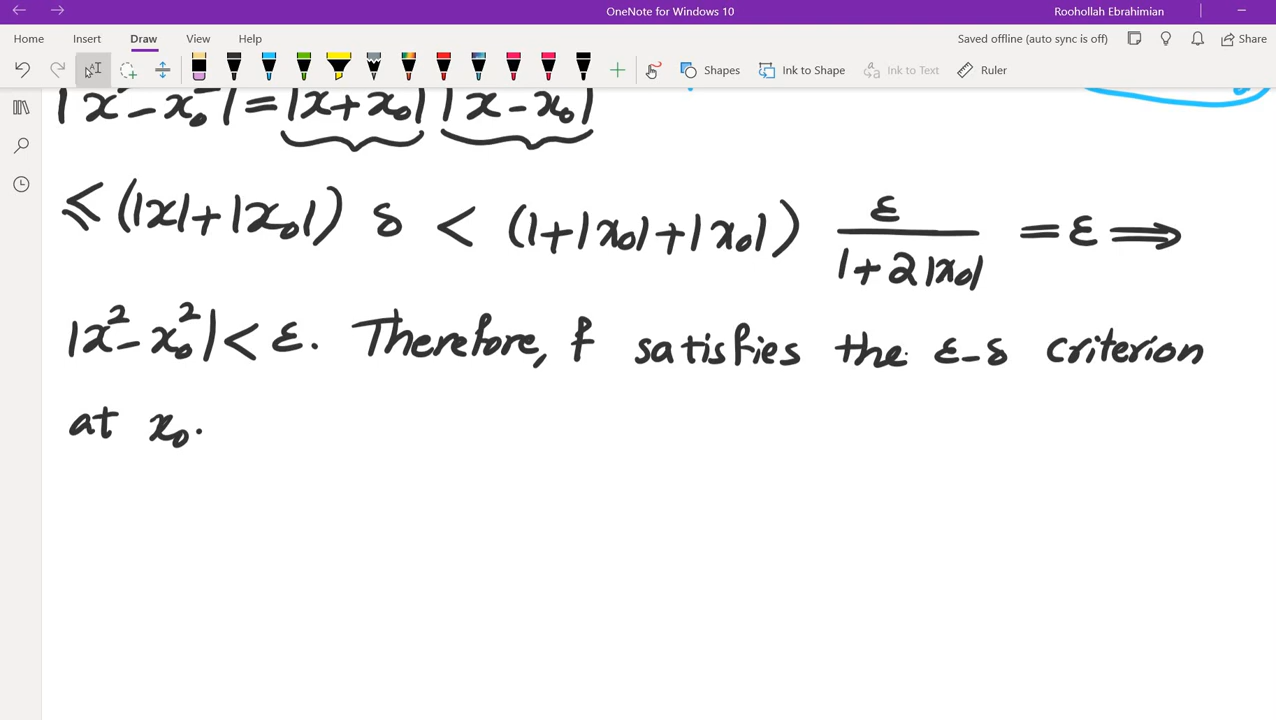 OneNote for Windows 10
Roohollah Ebrahimian
Home Insert Draw View Help
Saved offline (auto sync is off)
Share
Shapes
Ink to Shape
Ink to Text
Ruler
|x² - x₀²| = |x + x₀| |x - x₀|
≤ (|x| + |x₀|) δ < (1 + |x₀| + |x₀|) ε / (1 + 2|x₀|) = ε ⟹
|x² - x₀²| < ε. Therefore, f satisfies the ε-δ criterion
at x₀.